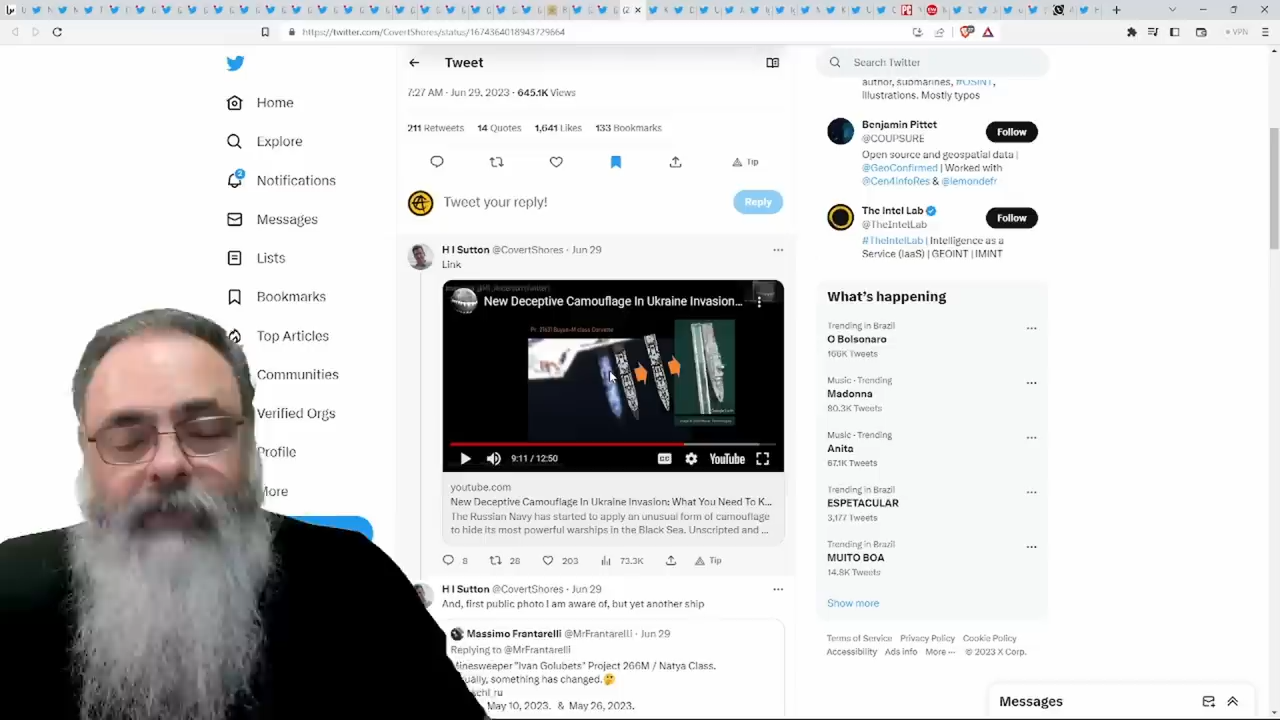 https://twitter.com/CovertShores/status/1674364018943729664
VPN
Home
Explore
2
Notifications
Messages
Lists
Bookmarks
Top Articles
Communities
Verified Orgs
Profile
More
Tweet
7:27 AM · Jun 29, 2023 · 645.1K Views
211 Retweets 14 Quotes 1,641 Likes 133 Bookmarks
Tip
Tweet your reply!
Reply
H I Sutton @CovertShores · Jun 29
Link
New Deceptive Camouflage In Ukraine Invasion...
Pr. 21631 Buyan-M class Corvette
9:11 / 12:50
CC
YouTube
youtube.com
New Deceptive Camouflage In Ukraine Invasion: What You Need To K...
The Russian Navy has started to apply an unusual form of camouflage
to hide its most powerful warships in the Black Sea. Unscripted and ...
8 28 203 73.3K Tip
H I Sutton @CovertShores · Jun 29
And, first public photo I am aware of, but yet another ship
Massimo Frantarelli @MrFrantarelli · Jun 29
Replying to @MrFrantarelli
"Ivan Golubets" Project 266M / Natya Class.
something has changed.
May 10, 2023. & May 26, 2023.
Search Twitter
author, submarines, #OSINT,
Illustrations. Mostly typos
Benjamin Pittet
@COUPSURE
Follow
Open source and geospatial data |
@GeoConfirmed | Worked with
@Cen4infoRes & @lemondefr
The Intel Lab
@TheIntelLab
Follow
#TheIntelLab | Intelligence as a
Service (IaaS) | GEOINT | IMINT
What's happening
Trending in Brazil
O Bolsonaro
166K Tweets
Music · Trending
Madonna
80.3K Tweets
Music · Trending
Anita
67.1K Tweets
Trending in Brazil
ESPETACULAR
3,177 Tweets
Trending in Brazil
MUITO BOA
14.8K Tweets
Show more
Terms of Service Privacy Policy Cookie Policy
Accessibility Ads info More ··· © 2023 X Corp.
Messages